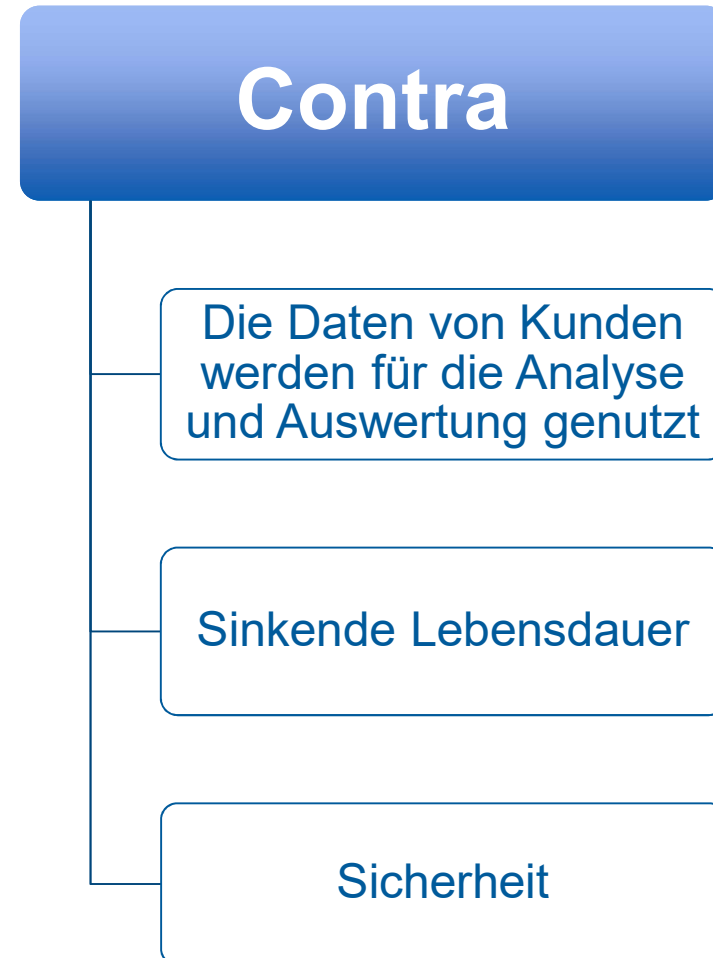 Contra
Die Daten von Kunden
werden für die Analyse
und Auswertung genutzt
Sinkende Lebensdauer
Sicherheit